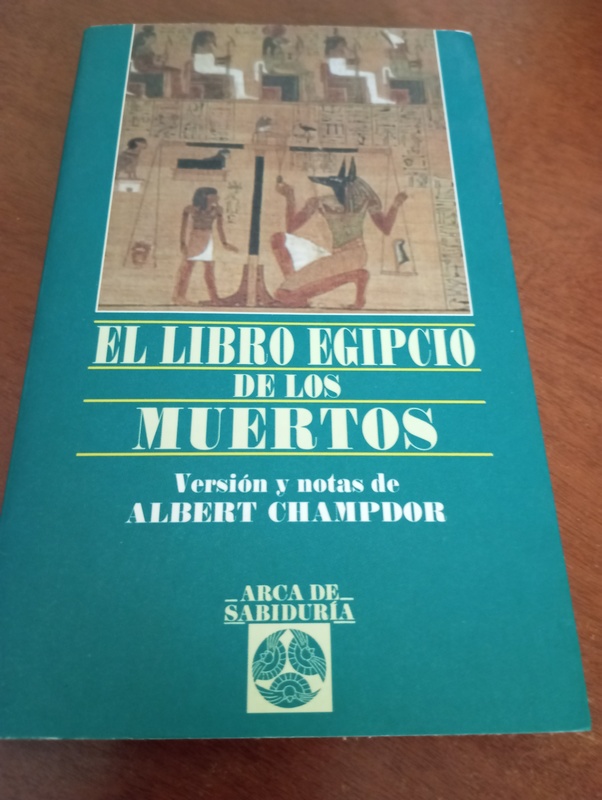 EL LIBRO EGIPCIO
DE LOS
MUERTOS
Versión y notas de
ALBERT CHAMPDOR
ARCA DE
SABIDURÍA